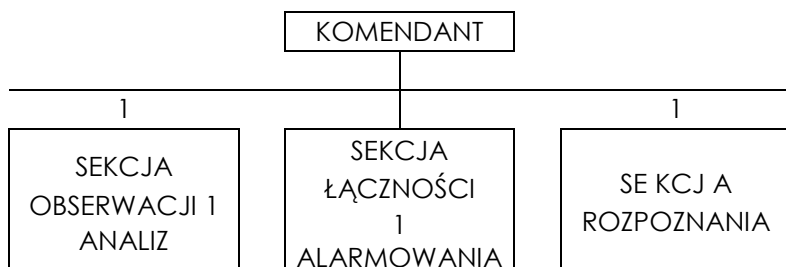 KOMENDANT
1
1
SEKCJA
OBSERWACJI 1
ANALIZ
SEKCJA
ŁĄCZNOŚCI
1
ALARMOWANIA
SE KCJ A
ROZPOZNANIA